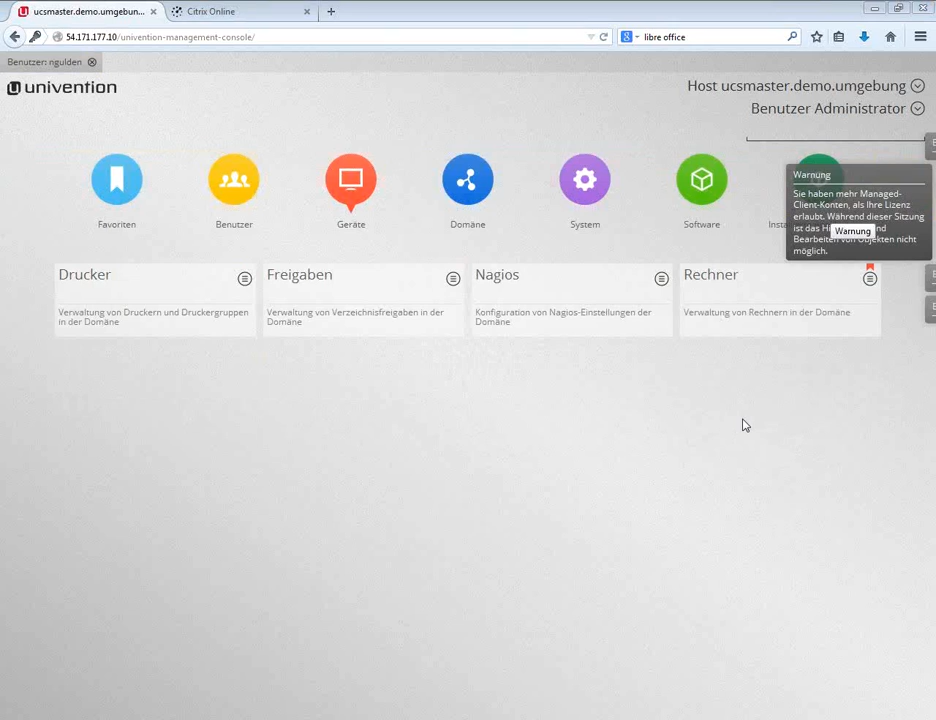 ucsmaster.demo.umgebun...
Citrix Online
54.171.177.10/univention-management-console/
libre office
Benutzer: ngulden
univention
Host ucsmaster.demo.umgebung
Benutzer Administrator
Favoriten
Benutzer
Geräte
Domäne
System
Software
Warnung
Sie haben mehr Managed-
Client-Konten, als Ihre Lizenz
erlaubt. Während dieser Sitzung
ist das
Bearbeiten von Objekten nicht
möglich.
Warnung
Drucker
Verwaltung von Druckern und Druckergruppen
in der Domäne
Freigaben
Verwaltung von Verzeichnisfreigaben in der
Domäne
Nagios
Konfiguration von Nagios-Einstellungen der
Domäne
Rechner
Verwaltung von Rechnern in der Domäne